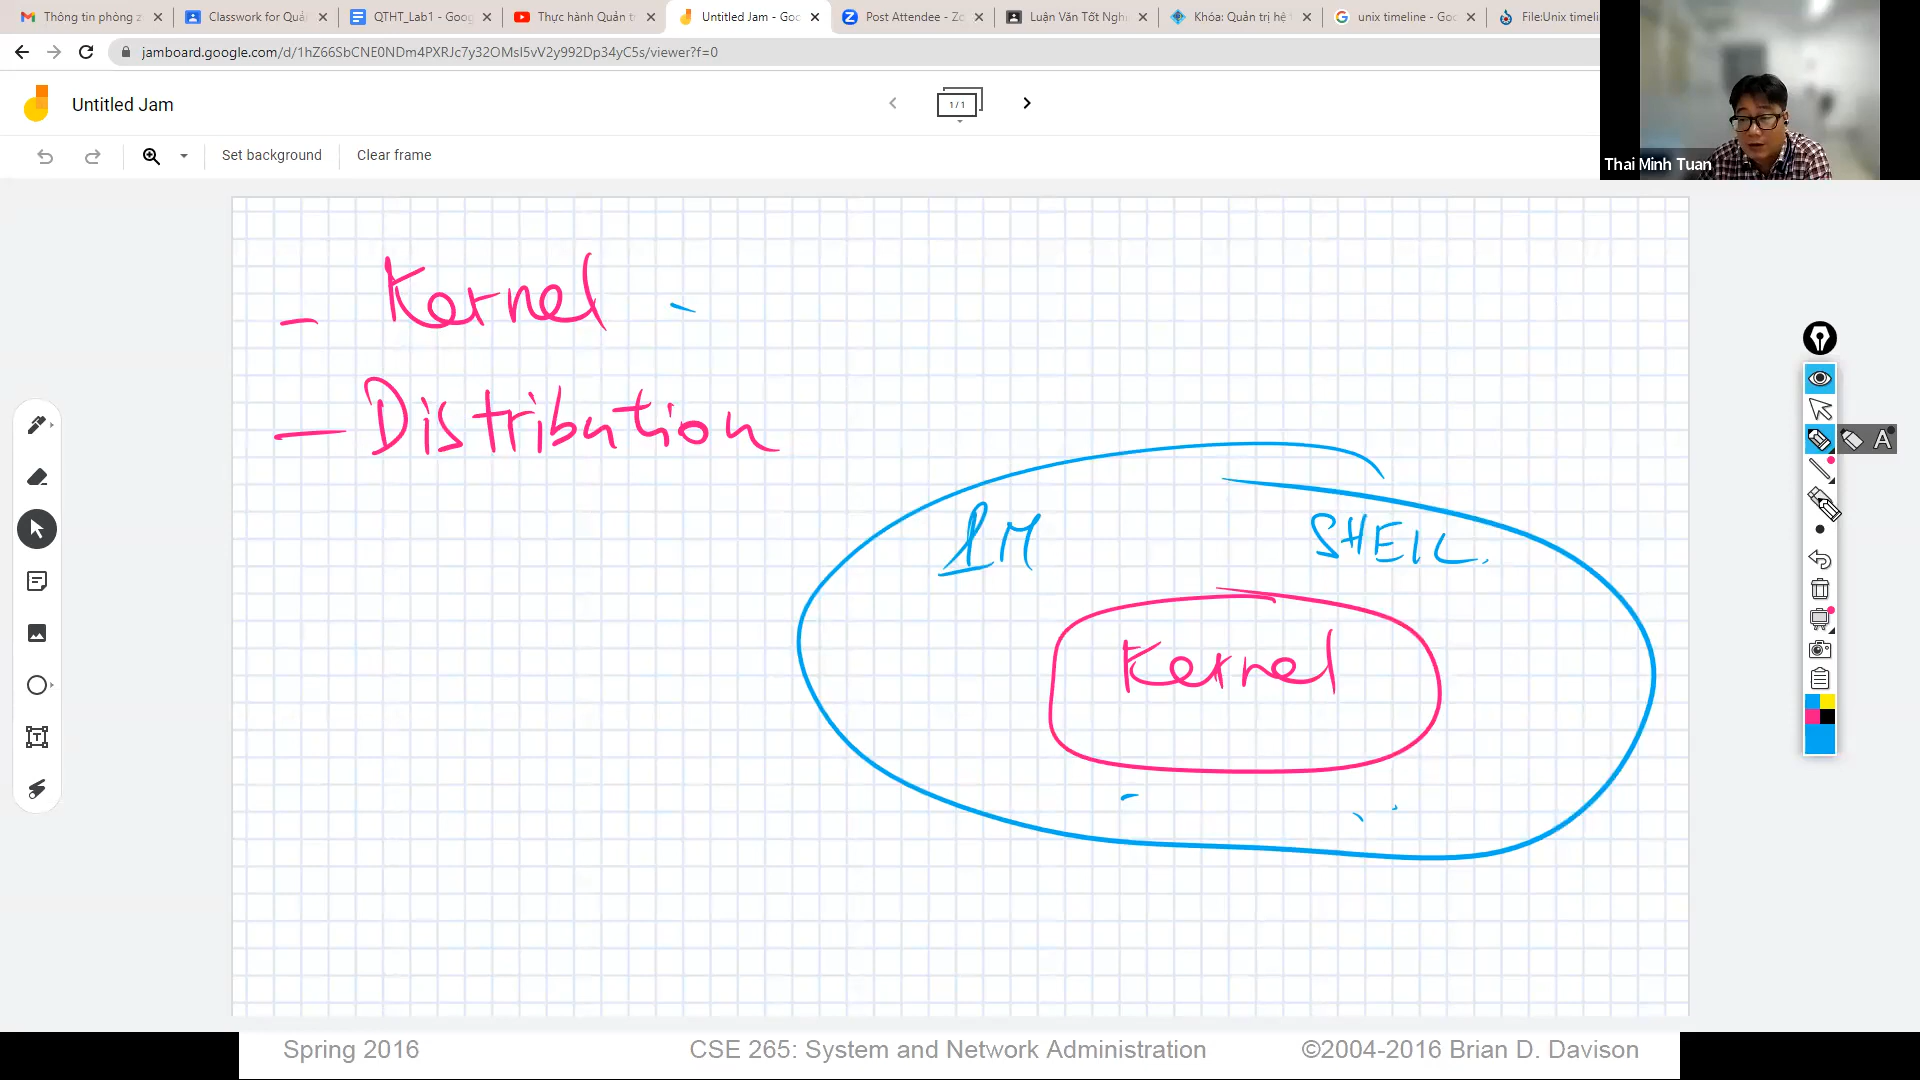 Thông tin phòng z
Classwork for Quả
QTHT_Lab1 - Goog
Thực hành Quản t
Untitled Jam - Goo
Post Attendee - Zo
Luận Văn Tốt Nghi
Khóa: Quản trị hệ t
unix timeline - Goo
File:Unix timeli
jamboard.google.com/d/1hZ66SbCNE0NDm4PXRJc7y32OMsI5vV2y992Dp34yC5s/viewer?f=0
Untitled Jam
1 / 1
Set background
Clear frame
Thai Minh Tuan
- Kernel -
- Distribution
SHELL.
Kernel
A
Spring 2016
CSE 265: System and Network Administration
©2004-2016 Brian D. Davison